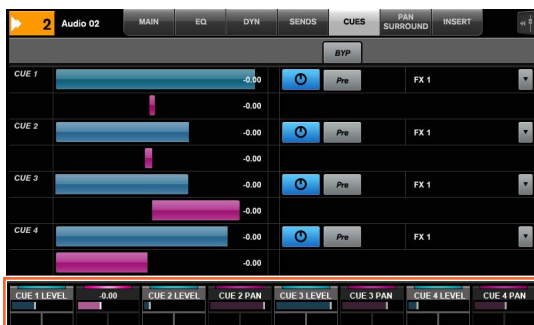 2 Audio 02 MAIN EQ DYN SENDS CUES PAN SURROUND INSERT
BYP
CUE 1 -0.00 Pre FX 1
-0.00
CUE 2 -0.00 Pre FX 1
-0.00
CUE 3 -0.00 Pre FX 1
-0.00
CUE 4 -0.00 Pre FX 1
-0.00
CUE 1 LEVEL -0.00 CUE 2 LEVEL CUE 2 PAN CUE 3 LEVEL CUE 3 PAN CUE 4 LEVEL CUE 4 PAN